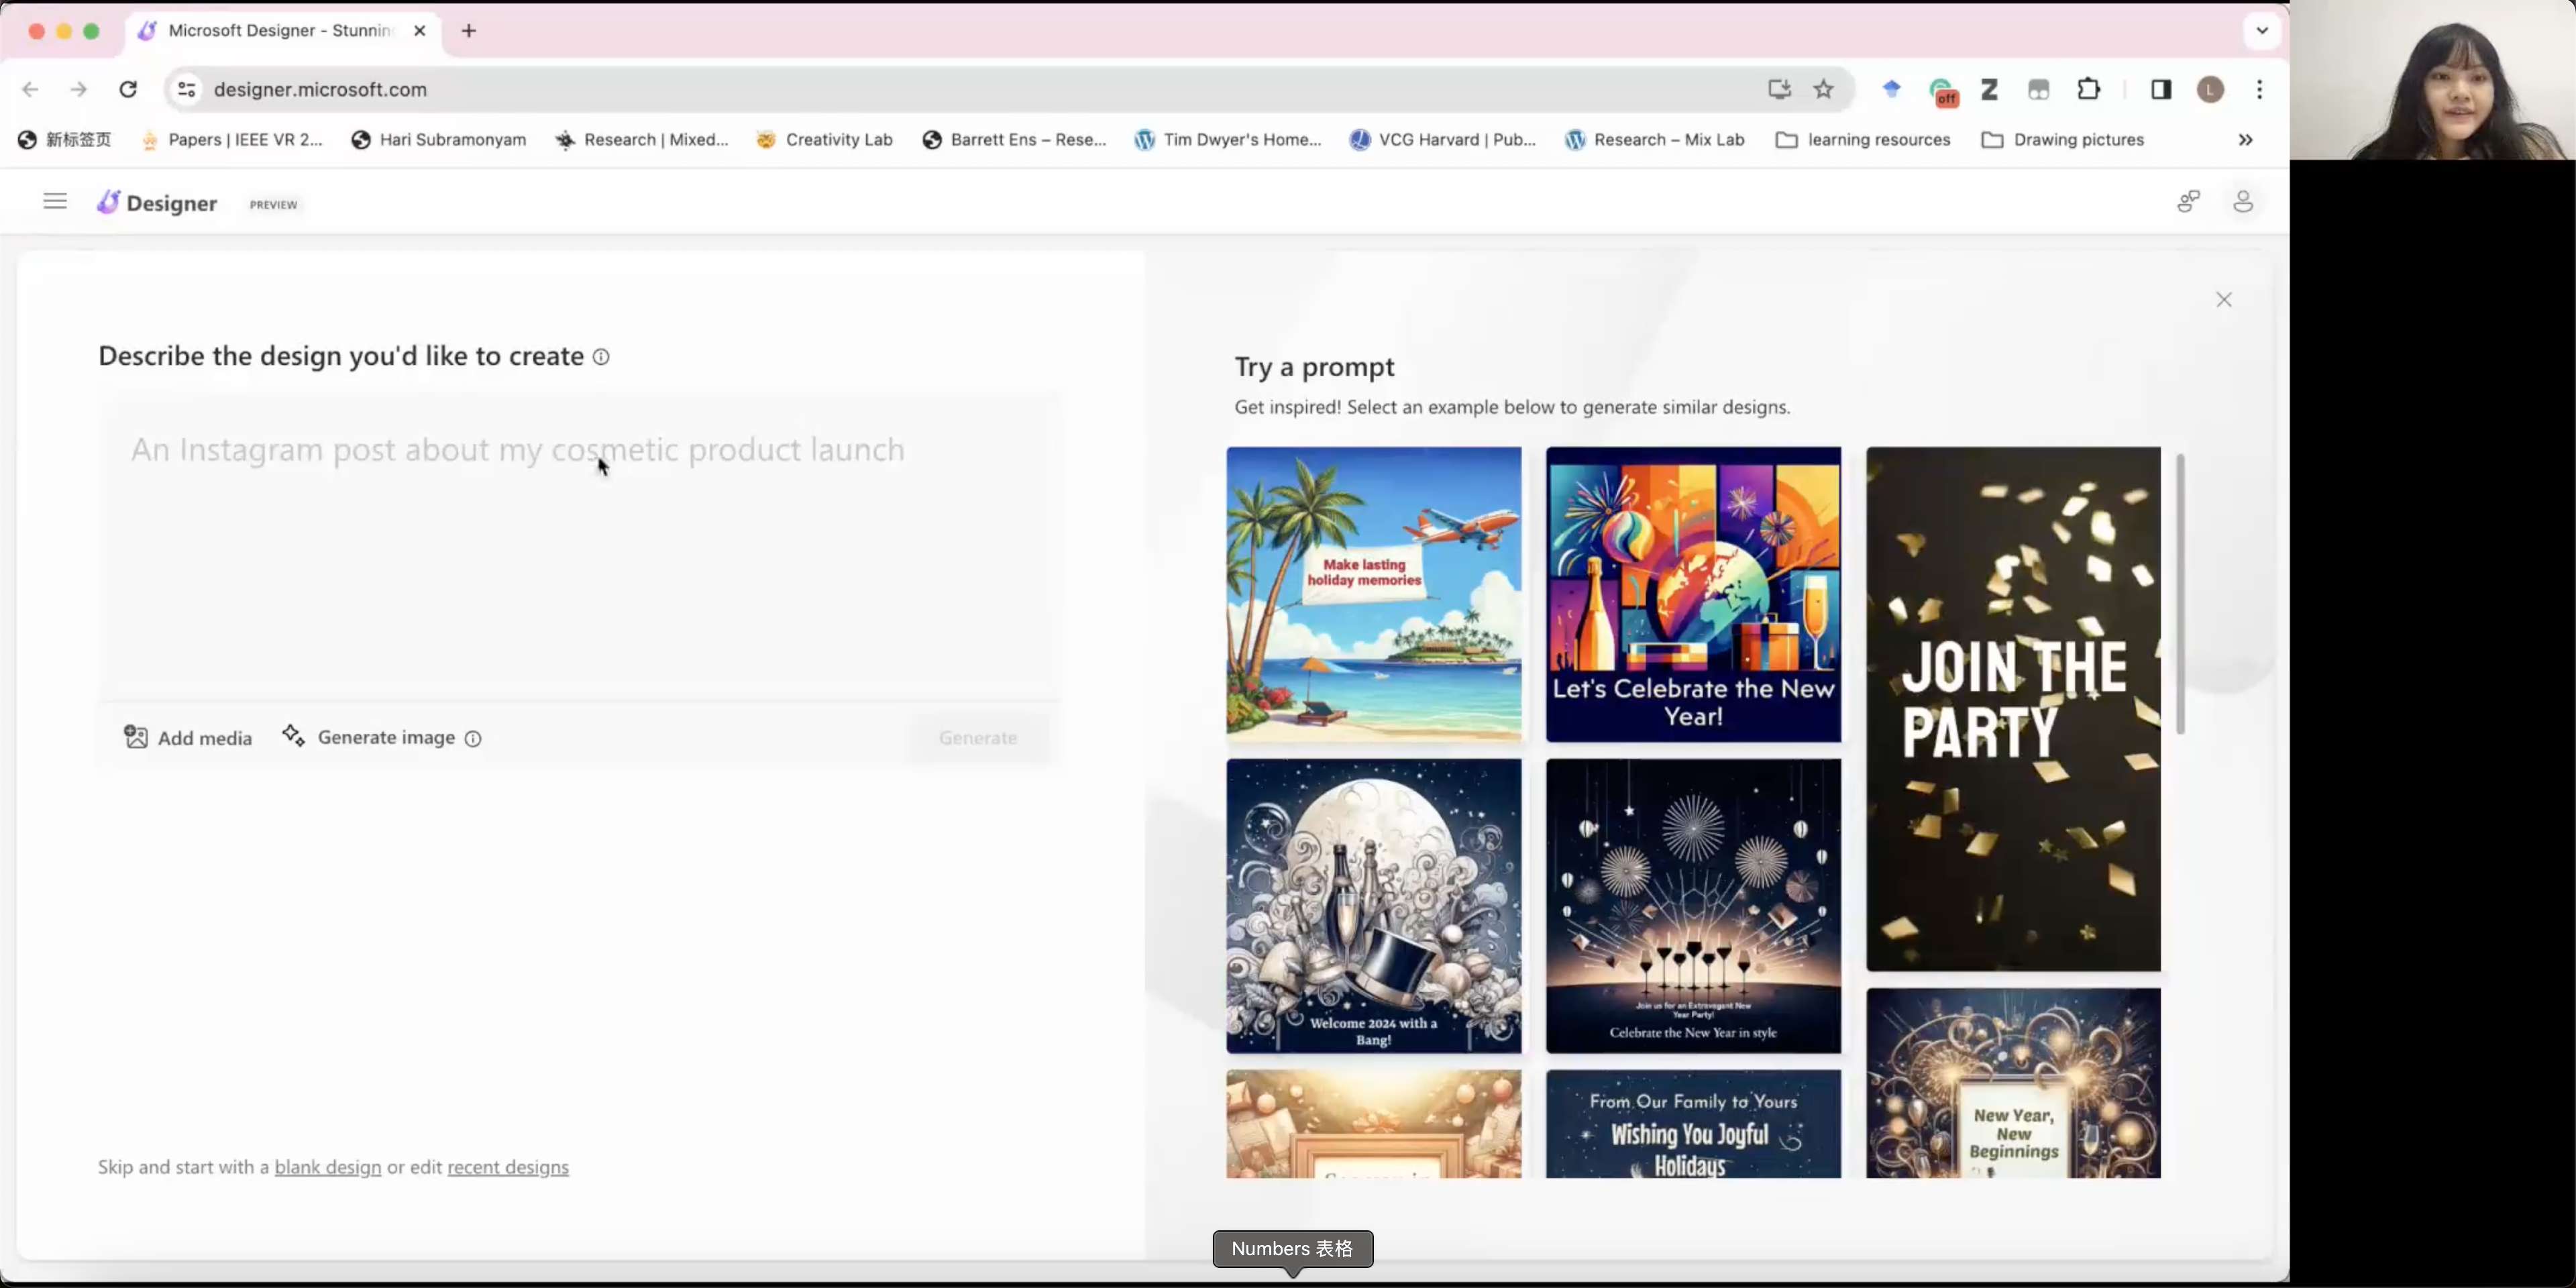 Microsoft Designer - Stunnin
designer.microsoft.com
off
Z
L
新标签页
Papers | IEEE VR 2...
Hari Subramonyam
Research | Mixed...
Creativity Lab
Barrett Ens – Rese...
Tim Dwyer's Home...
VCG Harvard | Pub...
Research – Mix Lab
learning resources
Drawing pictures
Designer
PREVIEW
Describe the design you'd like to create
An Instagram post about my cosmetic product launch
Add media
Generate image
Generate
Skip and start with a blank design or edit recent designs
Try a prompt
Get inspired! Select an example below to generate similar designs.
Make lasting
holiday memories
Let's Celebrate the New
Year!
JOIN THE
PARTY
Welcome 2024 with a
Bang!
Join us for an Extravagant New
Year Party!
Celebrate the New Year in style
From Our Family to Yours
Wishing You Joyful
Holidays
New Year,
New
Beginnings
Numbers 表格